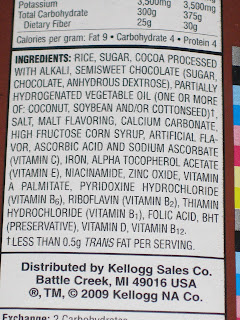 Potassium 3,500mg 3,500mg
Total Carbohydrate 300g 375g
Dietary Fiber 25g 30g
Calories per gram: Fat 9 • Carbohydrate 4 • Protein 4
INGREDIENTS: RICE, SUGAR, COCOA PROCESSED
WITH ALKALI, SEMISWEET CHOCOLATE (SUGAR,
CHOCOLATE, ANHYDROUS DEXTROSE), PARTIALLY
HYDROGENATED VEGETABLE OIL (ONE OR MORE
OF: COCONUT, SOYBEAN AND/OR COTTONSEED)†,
SALT, MALT FLAVORING, CALCIUM CARBONATE,
HIGH FRUCTOSE CORN SYRUP, ARTIFICIAL FLA-
VOR, ASCORBIC ACID AND SODIUM ASCORBATE
(VITAMIN C), IRON, ALPHA TOCOPHEROL ACETATE
(VITAMIN E), NIACINAMIDE, ZINC OXIDE, VITAMIN
A PALMITATE, PYRIDOXINE HYDROCHLORIDE
(VITAMIN B6), RIBOFLAVIN (VITAMIN B2), THIAMIN
HYDROCHLORIDE (VITAMIN B1), FOLIC ACID, BHT
(PRESERVATIVE), VITAMIN D, VITAMIN B12.
† LESS THAN 0.5g TRANS FAT PER SERVING.
Distributed by Kellogg Sales Co.
Battle Creek, MI 49016 USA
®, TM, © 2009 Kellogg NA Co.
Exchange: 2 Carbohydrates